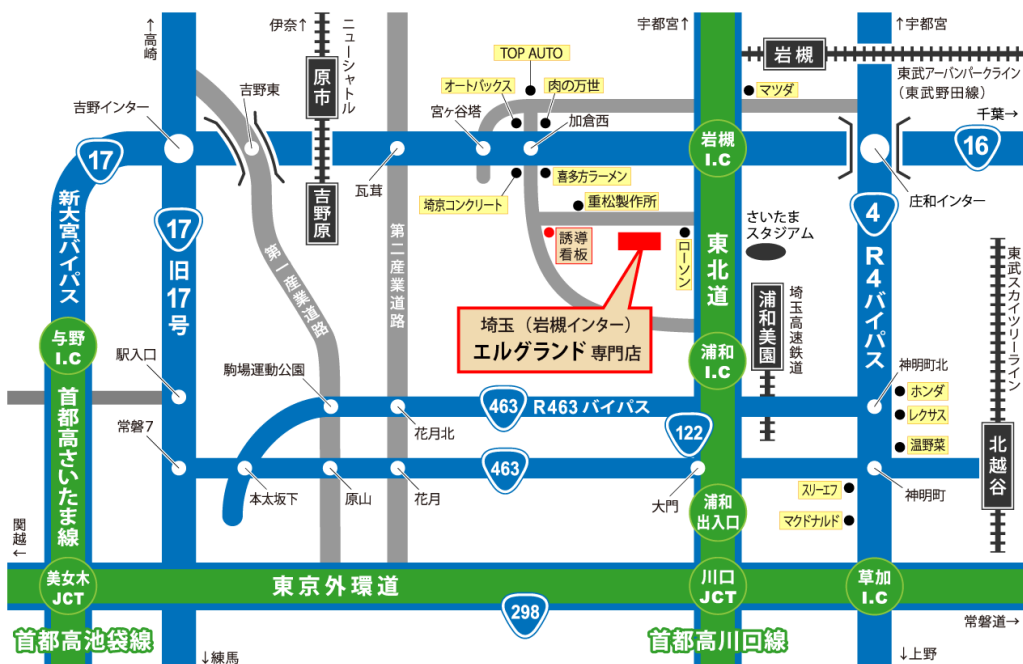 ↑高崎
伊奈↑
ニューシャトル
原市
宇都宮↑
↑宇都宮
岩槻
東武アーバンパークライン
(東武野田線)
千葉→
TOP AUTO
オートバックス
肉の万世
マツダ
吉野東
吉野インター
宮ヶ谷塔
加倉西
17
岩槻
I.C
16
瓦葺
喜多方ラーメン
埼京コンクリート
重松製作所
庄和インター
新大宮バイパス
17
旧17号
吉野原
第一産業道路
第二産業道路
誘導
看板
ローソン
東北道
さいたま
スタジアム
4
R4バイパス
東武スカイツリーライン
埼玉(岩槻インター)
エルグランド専門店
浦和美園
埼玉高速鉄道
与野
I.C
駅入口
駒場運動公園
浦和
I.C
神明町北
ホンダ
レクサス
温野菜
463
R463バイパス
花月北
122
首都高さいたま線
常盤7
463
北越谷
本太坂下
原山
花月
大門
神明町
スリーエフ
マクドナルド
浦和
出入口
関越←
美女木
JCT
東京外環道
川口
JCT
草加
I.C
298
常磐道→
首都高池袋線
首都高川口線
↓練馬
↓上野